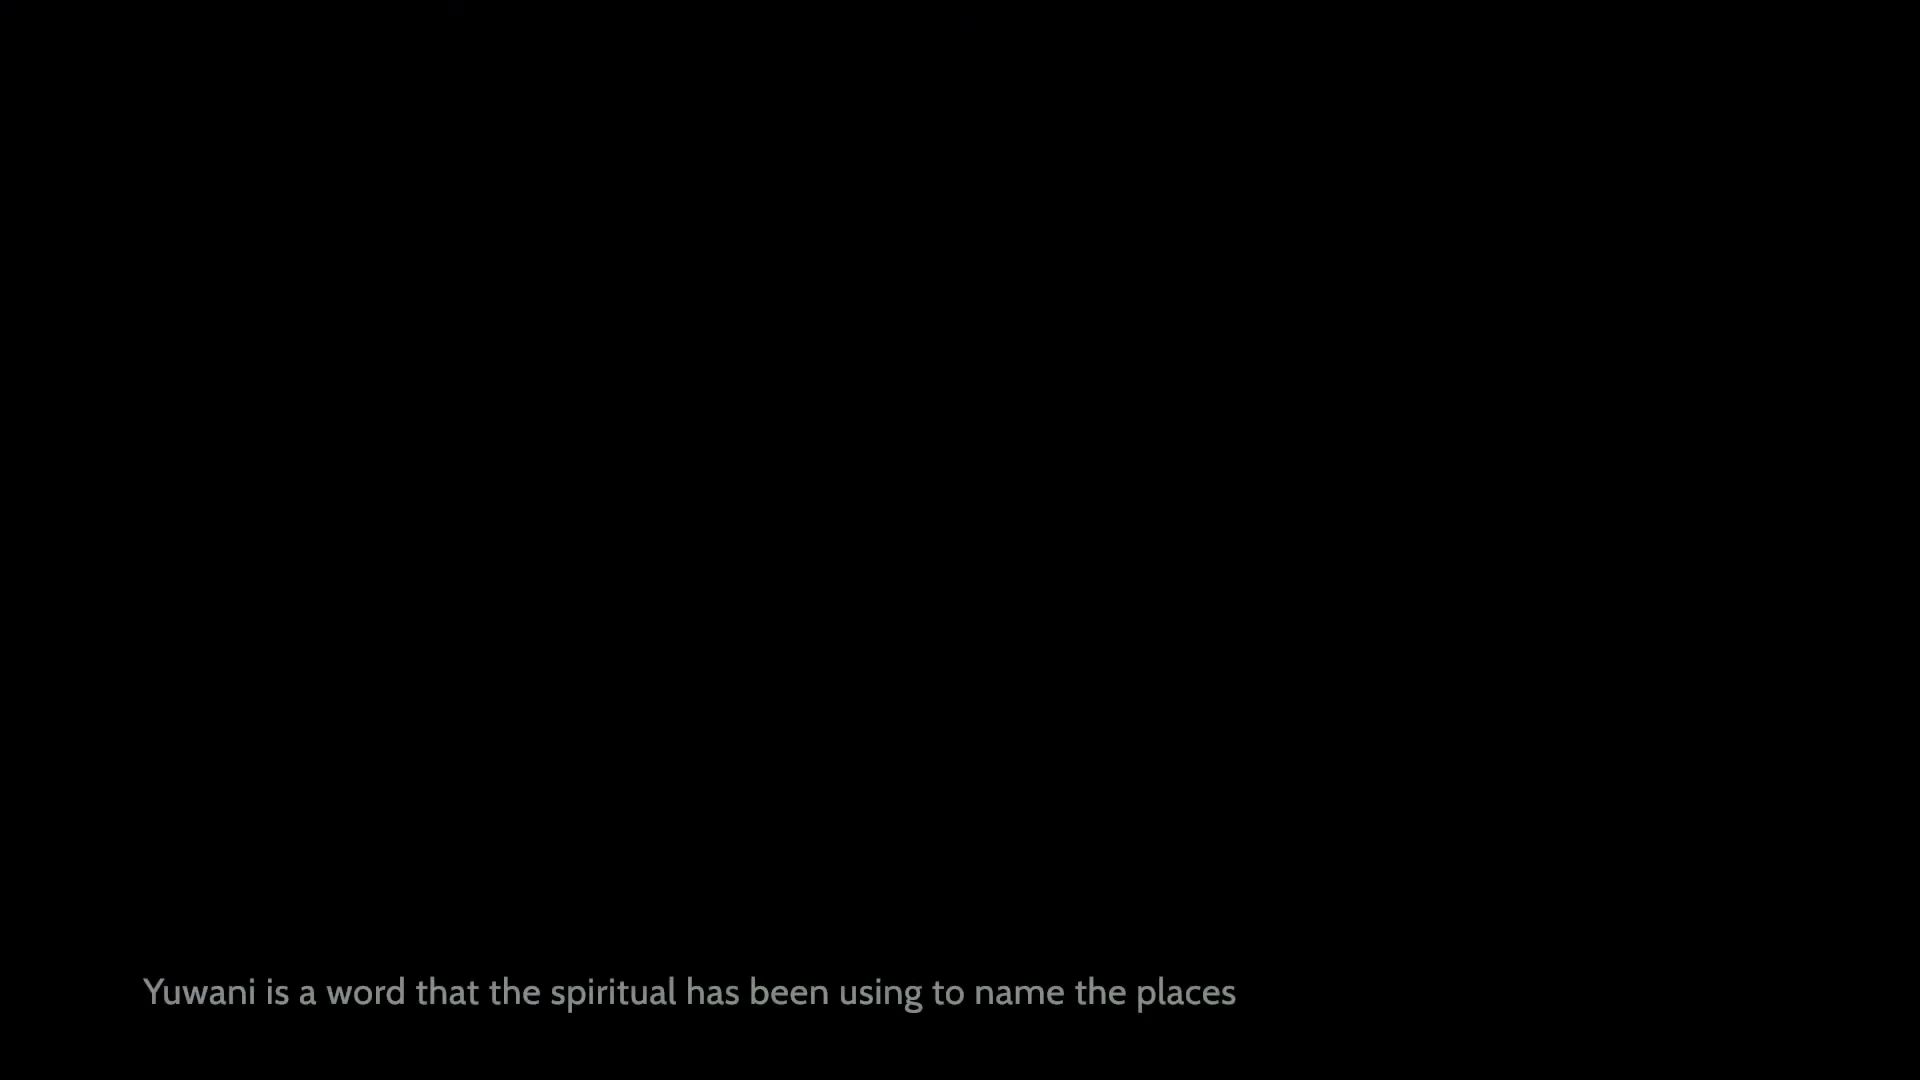 Yuwani is a word that the spiritual has been using to name the places